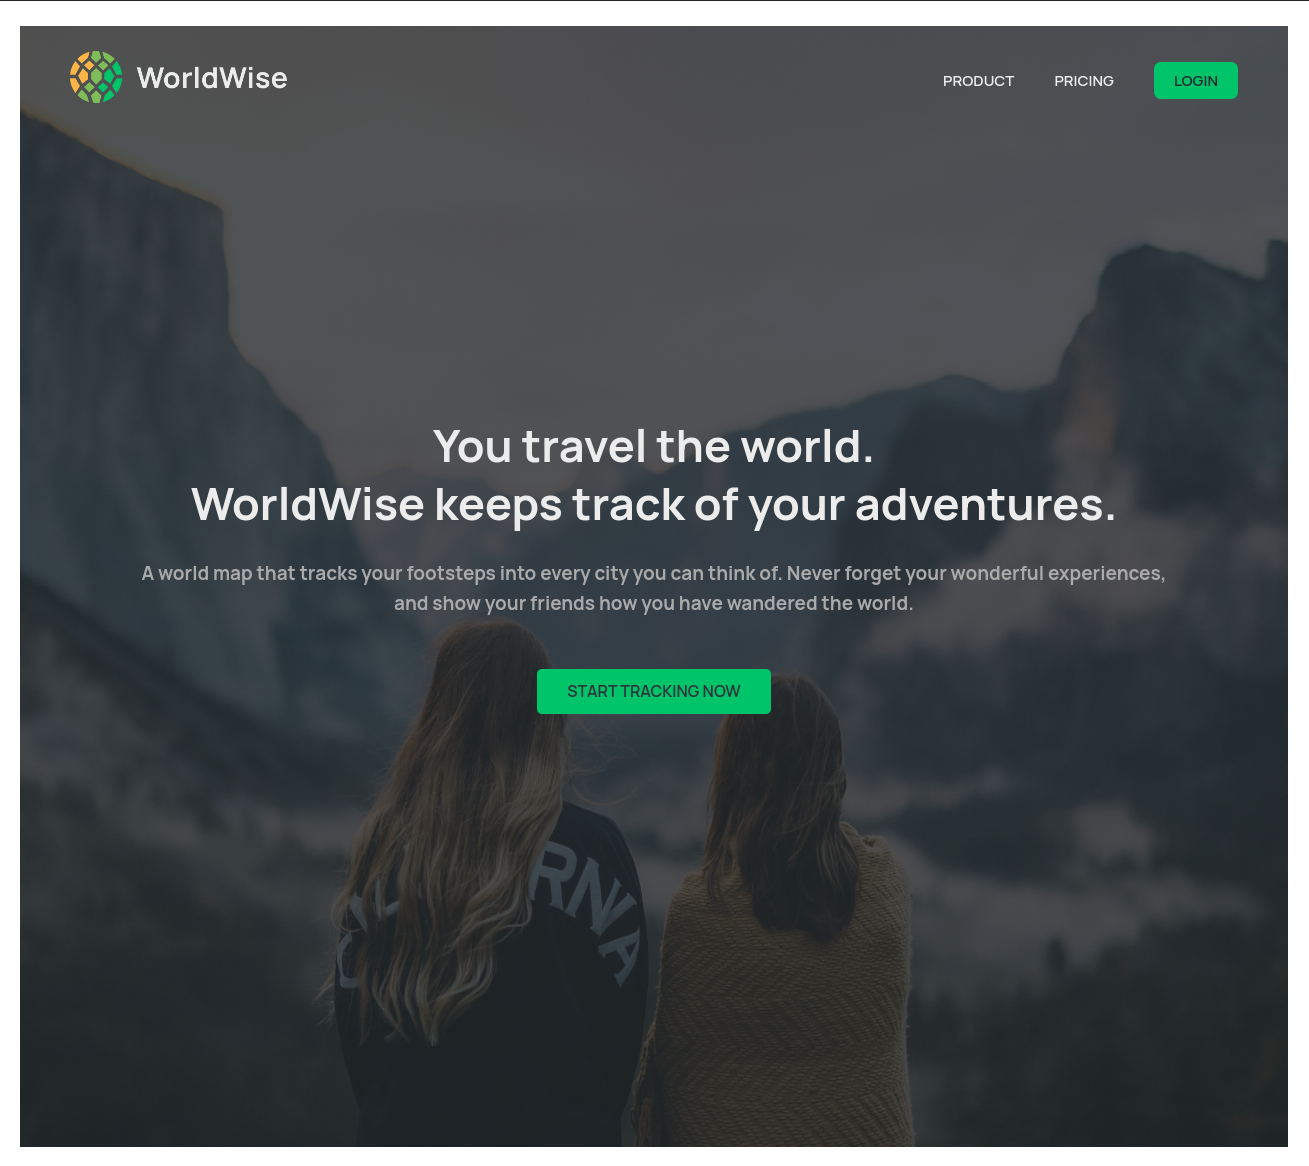 WorldWise
PRODUCT
PRICING
LOGIN
You travel the world.
WorldWise keeps track of your adventures.
A world map that tracks your footsteps into every city you can think of. Never forget your wonderful experiences,
and show your friends how you have wandered the world.
START TRACKING NOW